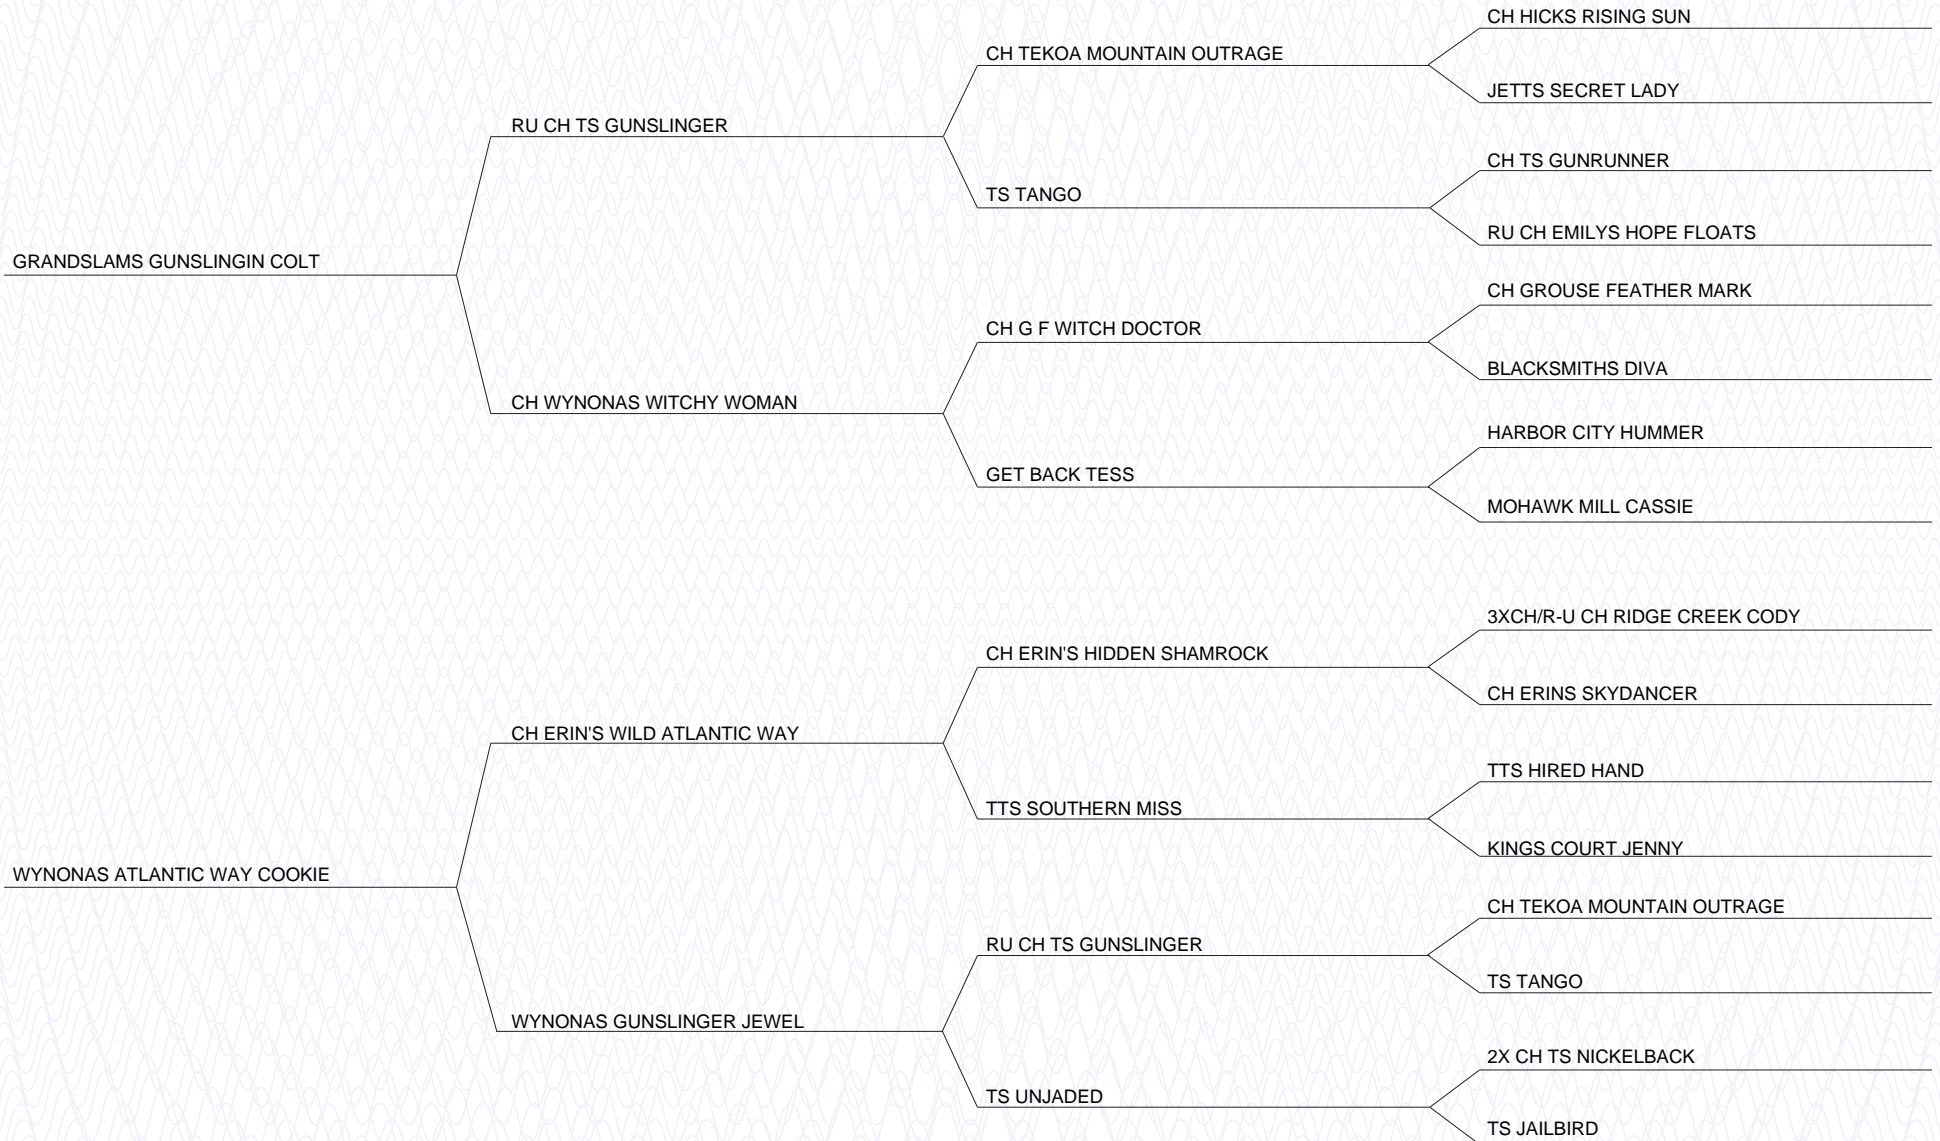 CH HICKS RISING SUN
CH TEKOA MOUNTAIN OUTRAGE
JETTS SECRET LADY
RU CH TS GUNSLINGER
CH TS GUNRUNNER
TS TANGO
RU CH EMILYS HOPE FLOATS
GRANDSLAMS GUNSLINGIN COLT
CH GROUSE FEATHER MARK
CH G F WITCH DOCTOR
BLACKSMITHS DIVA
CH WYNONAS WITCHY WOMAN
HARBOR CITY HUMMER
GET BACK TESS
MOHAWK MILL CASSIE
3XCH/R-U CH RIDGE CREEK CODY
CH ERIN'S HIDDEN SHAMROCK
CH ERINS SKYDANCER
CH ERIN'S WILD ATLANTIC WAY
TTS HIRED HAND
TTS SOUTHERN MISS
KINGS COURT JENNY
WYNONAS ATLANTIC WAY COOKIE
CH TEKOA MOUNTAIN OUTRAGE
RU CH TS GUNSLINGER
TS TANGO
WYNONAS GUNSLINGER JEWEL
2X CH TS NICKELBACK
TS UNJADED
TS JAILBIRD